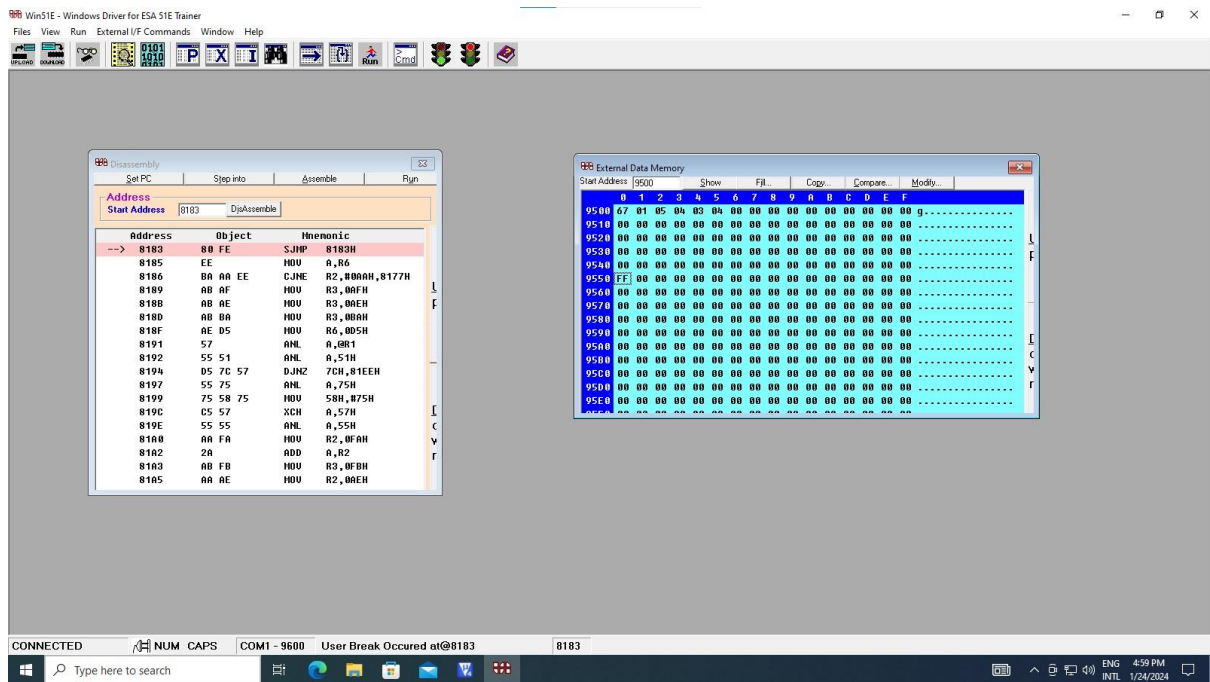 Win51E - Windows Driver for ESA 51E Trainer
Files View Run External I/F Commands Window Help
UPLOAD DOWNLOAD 0101 1010 0101 P X I Run Cmd
Disassembly
Set PC Step into Assemble Run
Address
Start Address 8183 DisAssemble
Address Object Mnemonic
--> 8183 80 FE SJMP 8183H
8185 EE MOV A,R6
8186 BA AA EE CJNE R2,#0AAH,8177H
8189 AB AF MOV R3,0AFH
818B AB AE MOV R3,0AEH
818D AB BA MOV R3,0BAH
818F AE D5 MOV R6,0D5H
8191 57 ANL A,@R1
8192 55 51 ANL A,51H
8194 D5 7C 57 DJNZ 7CH,81EEH
8197 55 75 ANL A,75H
8199 75 58 75 MOV 58H,#75H
819C C5 57 XCH A,57H
819E 55 55 ANL A,55H
81A0 AA FA MOV R2,0FAH
81A2 2A ADD A,R2
81A3 AB FB MOV R3,0FBH
81A5 AA AE MOV R2,0AEH
External Data Memory
Start Address 9500 Show Fill... Copy... Compare... Modify...
0 1 2 3 4 5 6 7 8 9 A B C D E F
9500 67 01 05 04 03 04 00 00 00 00 00 00 00 00 00 00 g...............
9510 00 00 00 00 00 00 00 00 00 00 00 00 00 00 00 00 ................
9520 00 00 00 00 00 00 00 00 00 00 00 00 00 00 00 00 ................
9530 00 00 00 00 00 00 00 00 00 00 00 00 00 00 00 00 ................
9540 00 00 00 00 00 00 00 00 00 00 00 00 00 00 00 00 ................
9550 FF 00 00 00 00 00 00 00 00 00 00 00 00 00 00 00 ................
9560 00 00 00 00 00 00 00 00 00 00 00 00 00 00 00 00 ................
9570 00 00 00 00 00 00 00 00 00 00 00 00 00 00 00 00 ................
9580 00 00 00 00 00 00 00 00 00 00 00 00 00 00 00 00 ................
9590 00 00 00 00 00 00 00 00 00 00 00 00 00 00 00 00 ................
95A0 00 00 00 00 00 00 00 00 00 00 00 00 00 00 00 00 ................
95B0 00 00 00 00 00 00 00 00 00 00 00 00 00 00 00 00 ................
95C0 00 00 00 00 00 00 00 00 00 00 00 00 00 00 00 00 ................
95D0 00 00 00 00 00 00 00 00 00 00 00 00 00 00 00 00 ................
95E0 00 00 00 00 00 00 00 00 00 00 00 00 00 00 00 00 ................
CONNECTED NUM CAPS COM1 - 9600 User Break Occured at@8183 8183
Type here to search
ENG 4:59 PM
INTL 1/24/2024